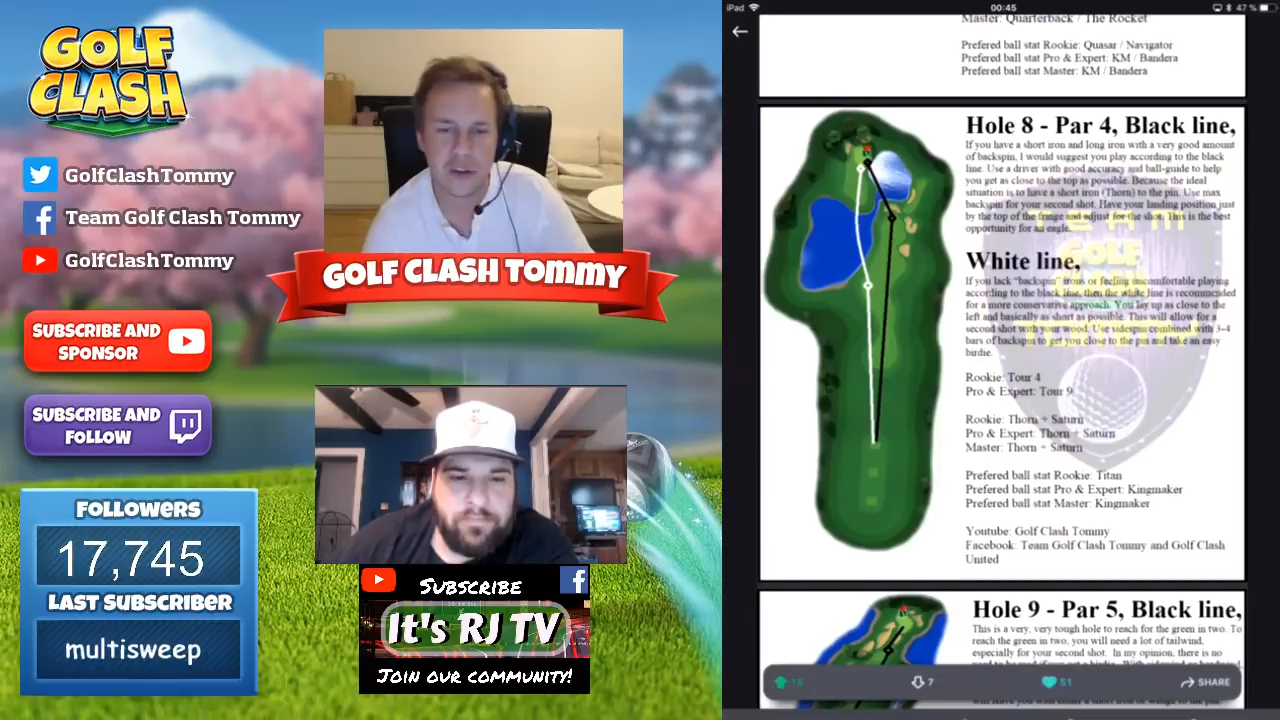 GOLF
CLASH
GolfClashTommy
Team Golf Clash Tommy
GolfClashTommy
SUBSCRIBE AND
SPONSOR
SUBSCRIBE AND
FOLLOW
FOLLOWERS
17,745
LAST SUBSCRIBER
multisweep
GOLF CLASH TOMMY
SUBSCRIBE
It's RJ TV
JOIN OUR COMMUNITY!
iPad
00:45
47 %
Master: Quarterback / The Rocket
Prefered ball stat Rookie: Quasar / Navigator
Prefered ball stat Pro & Expert: KM / Bandera
Prefered ball stat Master: KM / Bandera
Hole 8 - Par 4, Black line,
If you have a short iron and long iron with a very good amount
of backspin, I would suggest you play according to the black
line. Use a driver with good accuracy and ball-guide to help
you get as close to the top as possible. Because the ideal
situation is to have a short iron (Thorn) to the pin. Use max
backspin for your second shot. Have your landing position just
by the top of the fringe and adjust for the shot. This is the best
opportunity for an eagle.
White line,
If you lack "backspin" irons or feeling uncomfortable playing
according to the black line, then the white line is recommended
for a more conservative approach. You lay up as close to the
left and basically as short as possible. This will allow for a
second shot with your wood. Use sidespin combined with 3-4
bars of backspin to get you close to the pin and take an easy
birdie.
Rookie: Tour 4
Pro & Expert: Tour 9
Rookie: Thorn + Saturn
Pro & Expert: Thorn + Saturn
Master: Thorn + Saturn
Prefered ball stat Rookie: Titan
Prefered ball stat Pro & Expert: Kingmaker
Prefered ball stat Master: Kingmaker
Youtube: Golf Clash Tommy
Facebook: Team Golf Clash Tommy and Golf Clash
United
Hole 9 - Par 5, Black line,
This is a very, very tough hole to reach for the green in two. To
reach the green in two, you will need a lot of tailwind,
especially for your second shot. In my opinion, there is no
7
51
SHARE